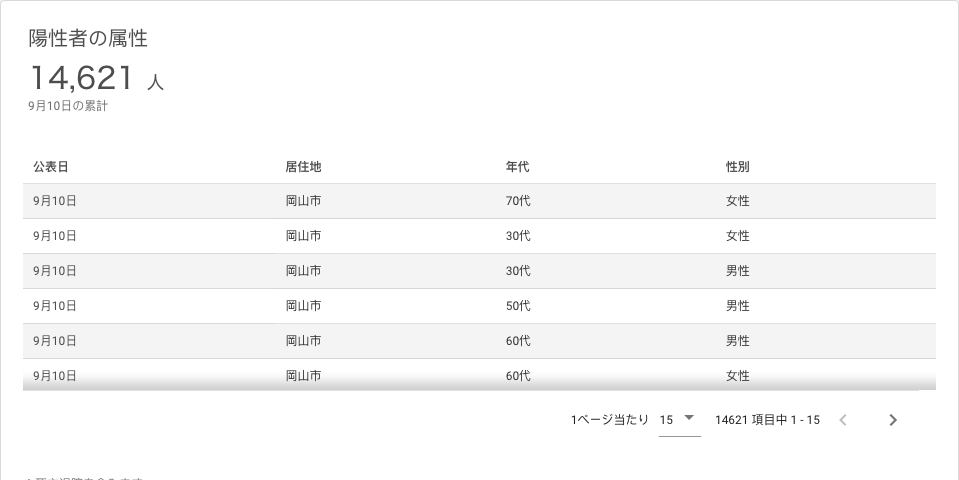 陽性者の属性
14,621 人
9月10日の累計
公表日 居住地 年代 性別
9月10日 岡山市 70代 女性
9月10日 岡山市 30代 女性
9月10日 岡山市 30代 男性
9月10日 岡山市 50代 男性
9月10日 岡山市 60代 男性
9月10日 岡山市 60代 女性
1ページ当たり 15 14621 項目中 1 - 15